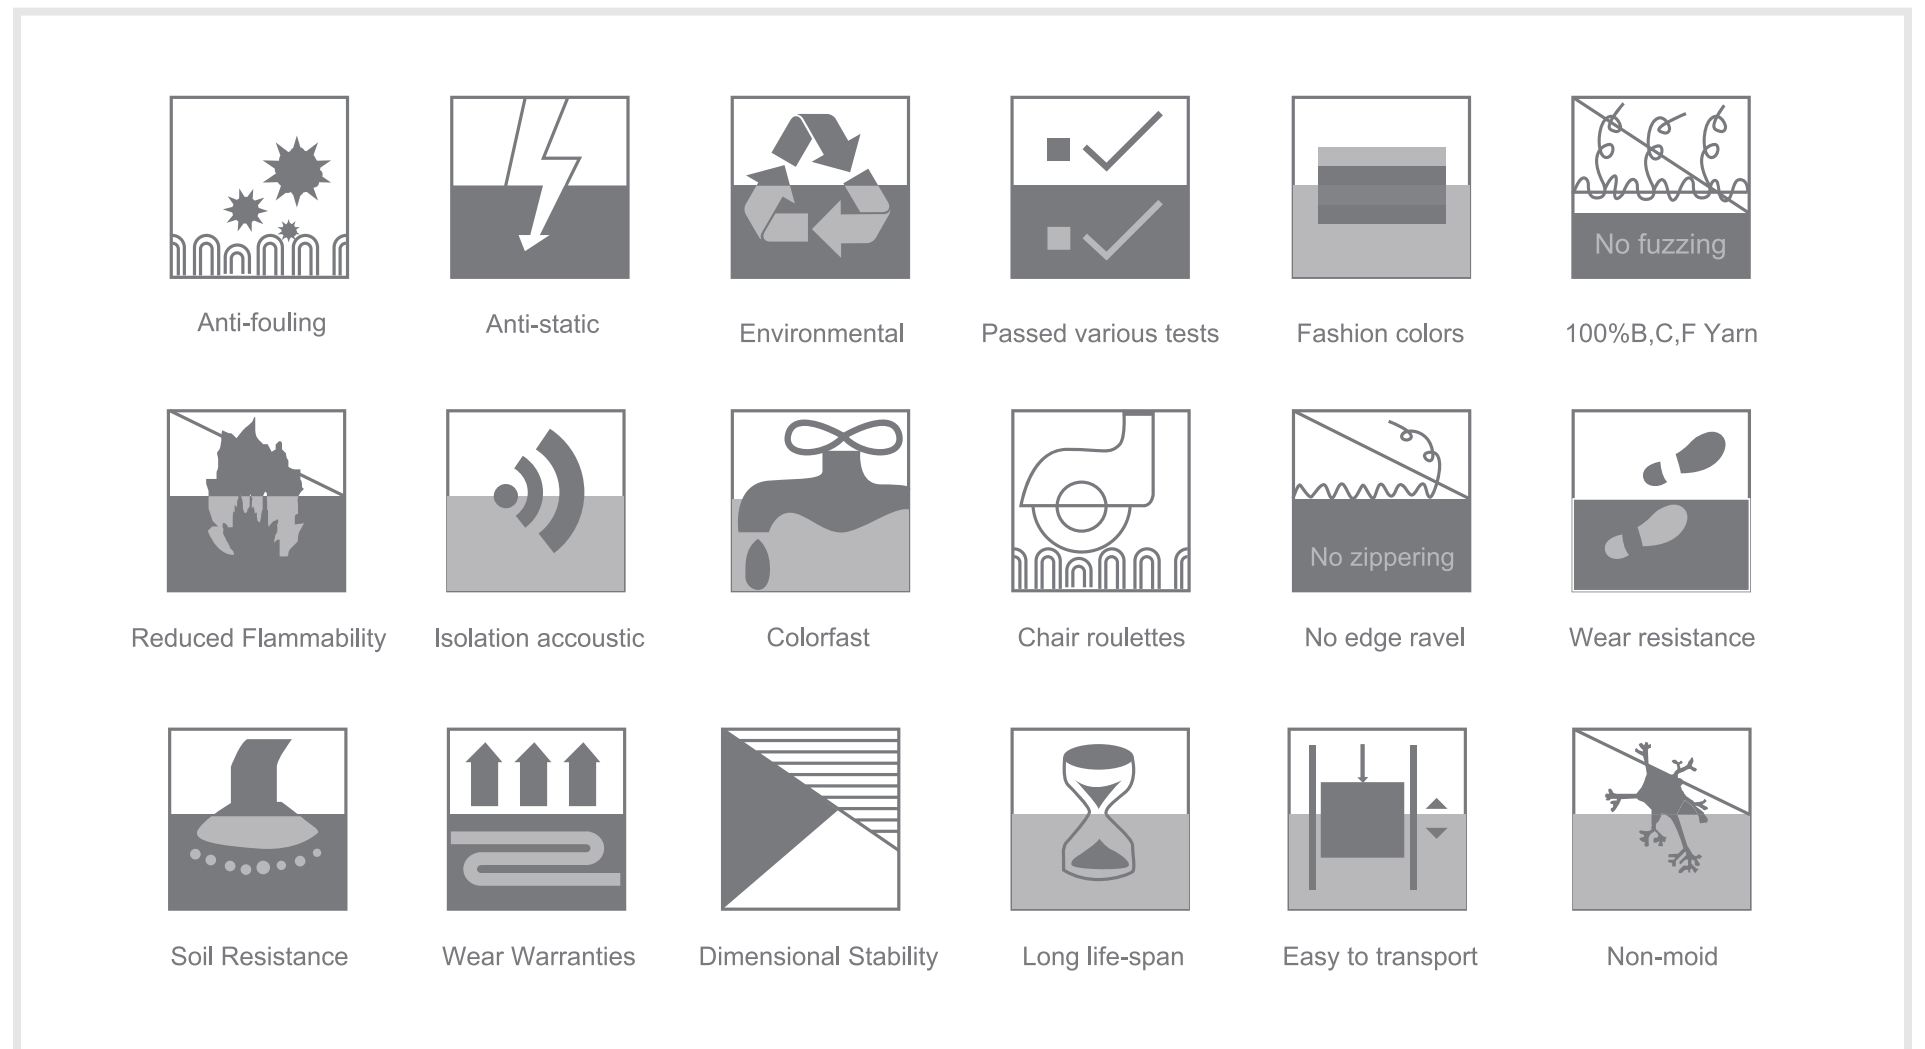 No fuzzing
Anti-fouling
Anti-static
Environmental
Passed various tests
Fashion colors
100%B,C,F Yarn
No zippering
Reduced Flammability
Isolation accoustic
Colorfast
Chair roulettes
No edge ravel
Wear resistance
Soil Resistance
Wear Warranties
Dimensional Stability
Long life-span
Easy to transport
Non-moid